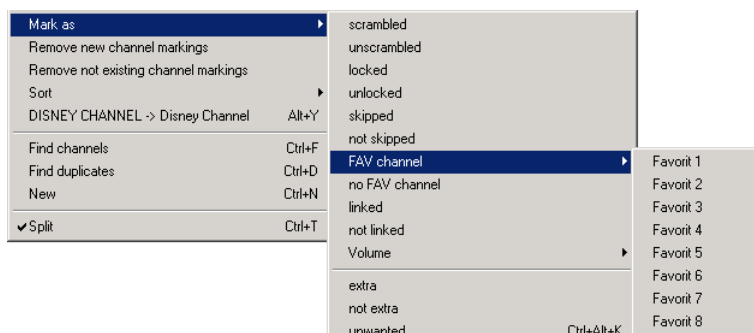 Mark as
Remove new channel markings
Remove not existing channel markings
Sort
DISNEY CHANNEL -> Disney Channel Alt+Y
Find channels Ctrl+F
Find duplicates Ctrl+D
New Ctrl+N
Split Ctrl+T
scrambled
unscrambled
locked
unlocked
skipped
not skipped
FAV channel
no FAV channel
linked
not linked
Volume
extra
not extra
unwanted Ctrl+Alt+K
Favorit 1
Favorit 2
Favorit 3
Favorit 4
Favorit 5
Favorit 6
Favorit 7
Favorit 8